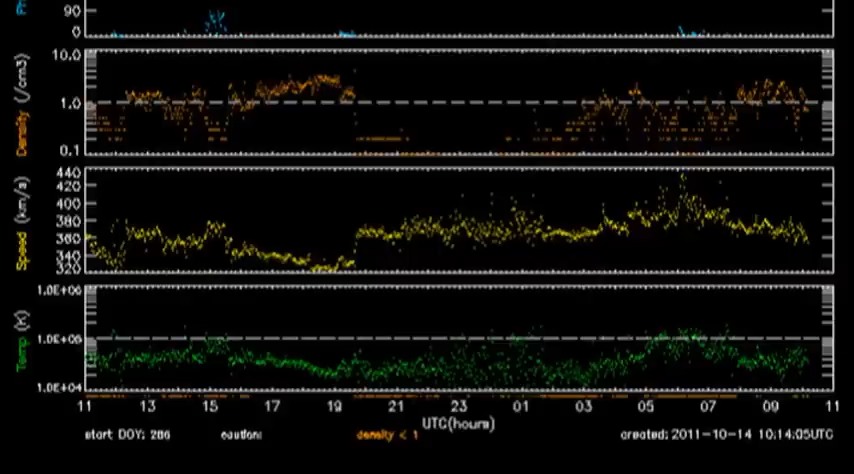 90
0
10.0
1.0
0.1
Density (/cm3)
440
420
400
380
360
340
320
Speed (km/s)
1.0E+06
1.0E+05
1.0E+04
Temp (K)
11 13 15 17 19 21 23 01 03 05 07 09 11
UTC(hours)
start DOY: 286 caution: density < 1 created: 2011-10-14 10:14:05UTC